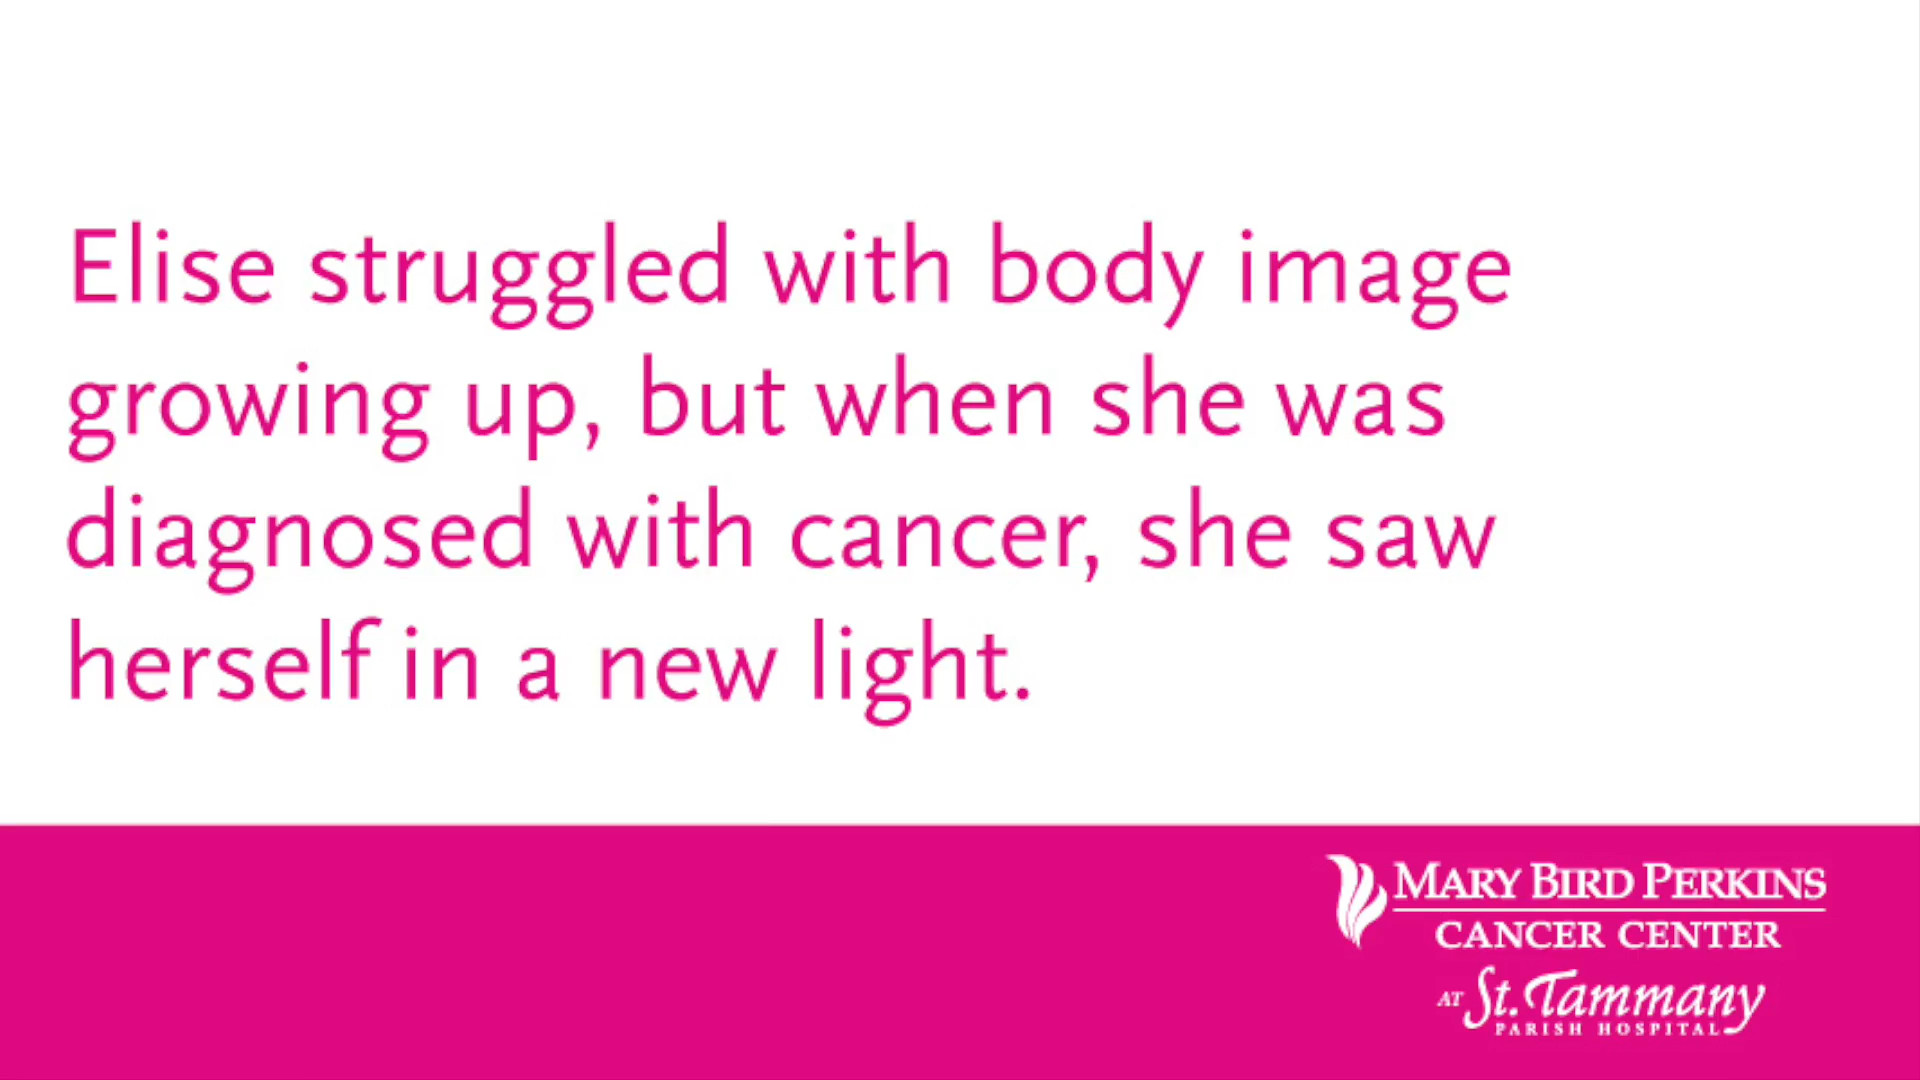 Elise struggled with body image
growing up, but when she was
diagnosed with cancer, she saw
herself in a new light.
MARY BIRD PERKINS
CANCER CENTER
AT St. Tammany
PARISH HOSPITAL